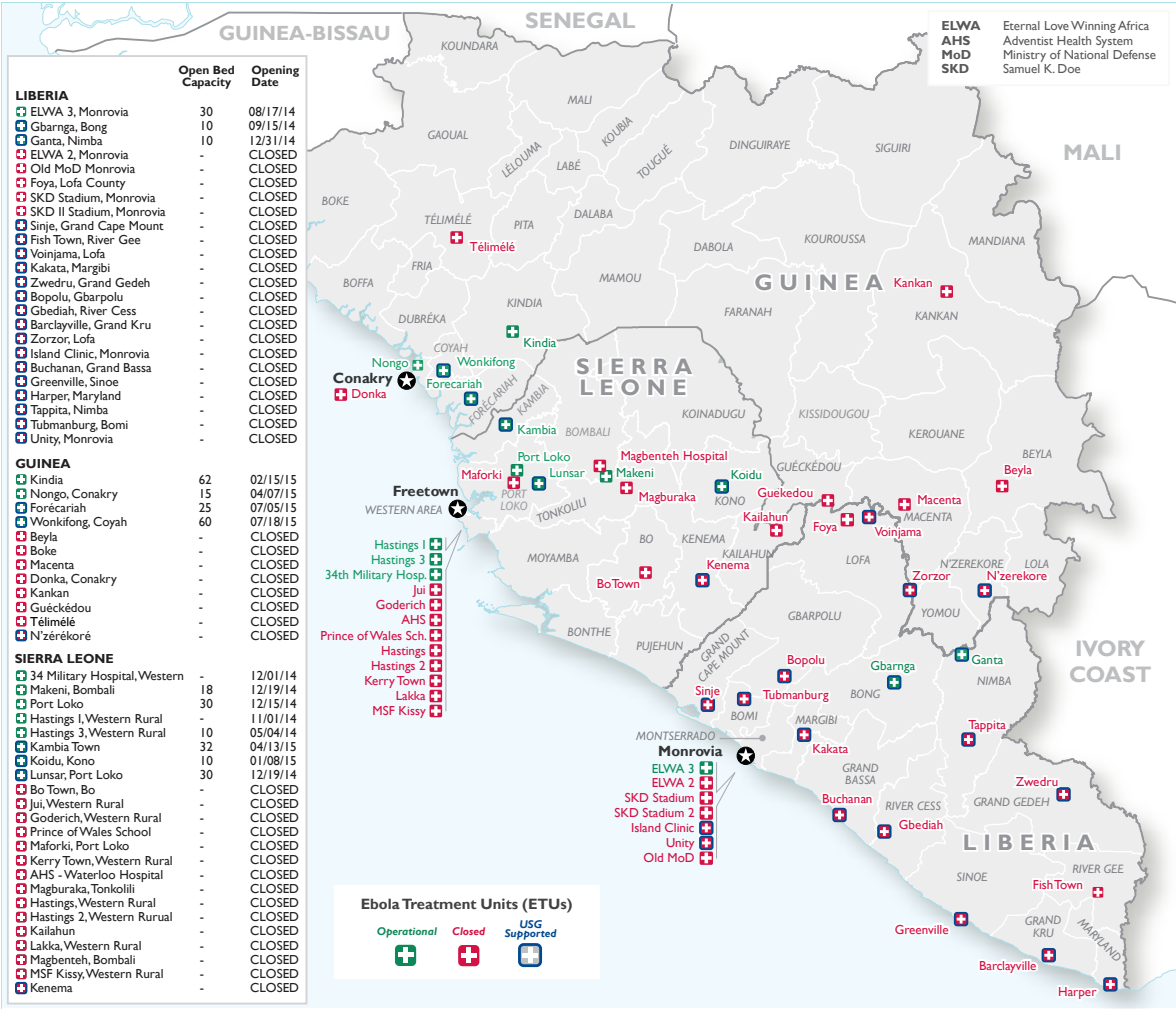 GUINEA-BISSAU
SENEGAL
MALI
IVORY
COAST
ELWA Eternal Love Winning Africa
AHS Adventist Health System
MoD Ministry of National Defense
SKD Samuel K. Doe
Open Bed Capacity Opening Date
LIBERIA
ELWA 3, Monrovia 30 08/17/14
Gbarnga, Bong 10 09/15/14
Ganta, Nimba 10 12/31/14
ELWA 2, Monrovia - CLOSED
Old MoD Monrovia - CLOSED
Foya, Lofa County - CLOSED
SKD Stadium, Monrovia - CLOSED
SKD II Stadium, Monrovia - CLOSED
Sinje, Grand Cape Mount - CLOSED
Fish Town, River Gee - CLOSED
Voinjama, Lofa - CLOSED
Kakata, Margibi - CLOSED
Zwedru, Grand Gedeh - CLOSED
Bopolu, Gbarpolu - CLOSED
Gbediah, River Cess - CLOSED
Barclayville, Grand Kru - CLOSED
Zorzor, Lofa - CLOSED
Island Clinic, Monrovia - CLOSED
Buchanan, Grand Bassa - CLOSED
Greenville, Sinoe - CLOSED
Harper, Maryland - CLOSED
Tappita, Nimba - CLOSED
Tubmanburg, Bomi - CLOSED
Unity, Monrovia - CLOSED
GUINEA
Kindia 62 02/15/15
Nongo, Conakry 15 04/07/15
Forécariah 25 07/05/15
Wonkifong, Coyah 60 07/18/15
Beyla - CLOSED
Boke - CLOSED
Macenta - CLOSED
Donka, Conakry - CLOSED
Kankan - CLOSED
Guéckédou - CLOSED
Télimélé - CLOSED
N'zérékoré - CLOSED
SIERRA LEONE
34 Military Hospital, Western - 12/01/14
Makeni, Bombali 18 12/19/14
Port Loko 30 12/15/14
Hastings 1, Western Rural - 11/01/14
Hastings 3, Western Rural 10 05/04/14
Kambia Town 32 04/13/15
Koidu, Kono 10 01/08/15
Lunsar, Port Loko 30 12/19/14
Bo Town, Bo - CLOSED
Jui, Western Rural - CLOSED
Goderich, Western Rural - CLOSED
Prince of Wales School - CLOSED
Maforki, Port Loko - CLOSED
Kerry Town, Western Rural - CLOSED
AHS - Waterloo Hospital - CLOSED
Magburaka, Tonkolili - CLOSED
Hastings, Western Rural - CLOSED
Hastings 2, Western Rurual - CLOSED
Kailahun - CLOSED
Lakka, Western Rural - CLOSED
Magbenteh, Bombali - CLOSED
MSF Kissy, Western Rural - CLOSED
Kenema - CLOSED
KOUNDARA
MALI
GAOUAL
LÉLOUMA
KOUBIA
LABÉ
TOUGUÉ
DINGUIRAYE
SIGUIRI
BOKE
TÉLIMÉLÉ
Télimélé
PITA
DALABA
FRIA
BOFFA
MAMOU
DABOLA
KOUROUSSA
MANDIANA
GUINEA
Kankan
KANKAN
FARANAH
KINDIA
DUBRÉKA
Kindia
COYAH
Nongo
Wonkifong
Conakry
Donka
Forecariah
FORÉCARIAH
KAMBIA
Kambia
SIERRA
LEONE
KOINADUGU
KISSIDOUGOU
KEROUANE
BEYLA
Beyla
BOMBALI
Port Loko
Maforki
Lunsar
PORT
LOKO
Magbenteh Hospital
Makeni
Magburaka
TONKOLILI
Koidu
KONO
GUÉCKÉDOU
Guékedou
Macenta
MACENTA
Freetown
WESTERN AREA
Kailahun
KAILAHUN
Foya
Voinjama
LOFA
N'ZEREKORE
N'zerekore
LOLA
Zorzor
YOMOU
MOYAMBA
BO
Bo Town
KENEMA
Kenema
BONTHE
PUJEHUN
Hastings 1
Hastings 3
34th Military Hosp.
Jui
Goderich
AHS
Prince of Wales Sch.
Hastings
Hastings 2
Kerry Town
Lakka
MSF Kissy
GBARPOLU
GRAND
CAPE MOUNT
Bopolu
Gbarnga
BONG
Ganta
NIMBA
Sinje
Tubmanburg
BOMI
MARGIBI
Kakata
Tappita
MONTSERRADO
Monrovia
ELWA 3
ELWA 2
SKD Stadium
SKD Stadium 2
Island Clinic
Unity
Old MoD
GRAND
BASSA
Buchanan
RIVER CESS
Gbediah
Zwedru
GRAND GEDEH
LIBERIA
SINOE
RIVER GEE
Fish Town
Greenville
GRAND
KRU
MARYLAND
Barclayville
Harper
Ebola Treatment Units (ETUs)
Operational
Closed
USG
Supported